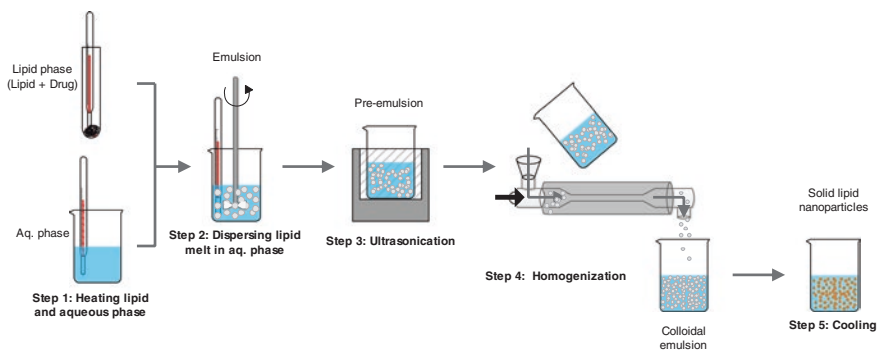 Lipid phase
(Lipid + Drug)
Aq. phase
Step 1: Heating lipid
and aqueous phase
Emulsion
Step 2: Dispersing lipid
melt in aq. phase
Pre-emulsion
Step 3: Ultrasonication
Step 4: Homogenization
Colloidal
emulsion
Solid lipid
nanoparticles
Step 5: Cooling